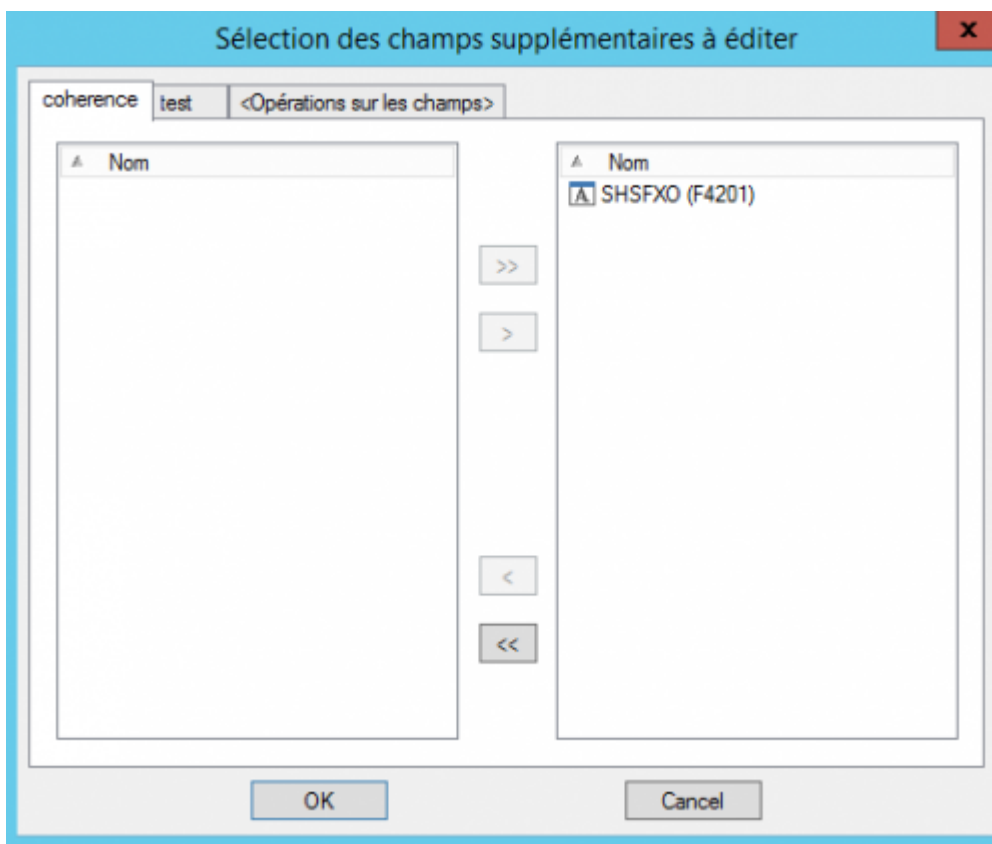 Sélection des champs supplémentaires à éditer
x
coherence test <Opérations sur les champs>
Nom
Nom
A SHSFXO (F4201)
>>
>
<
<<
OK Cancel